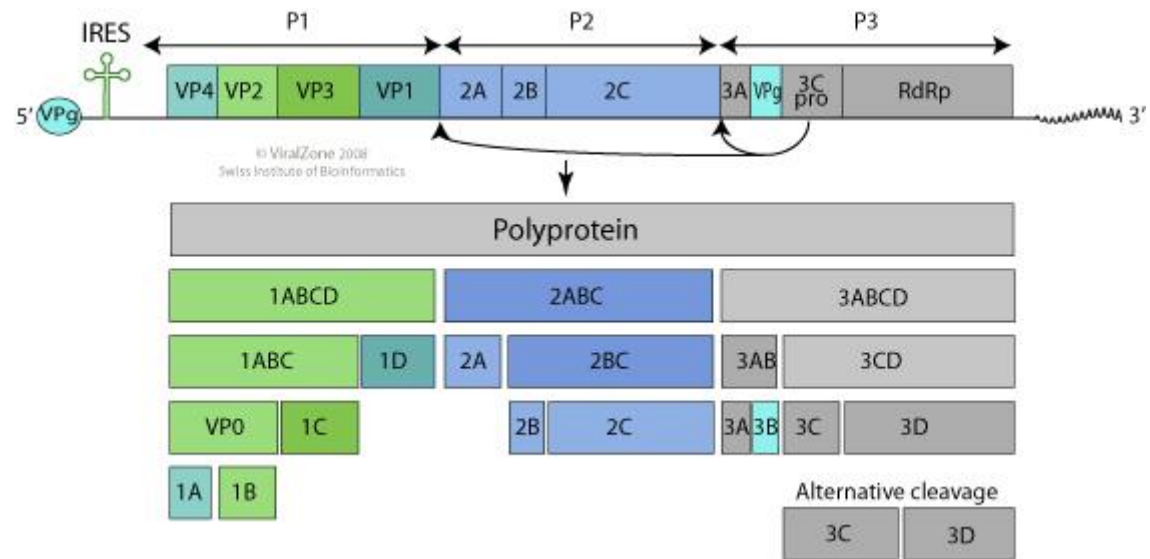 P1 P2 P3
IRES
VP4 VP2 VP3 VP1 2A 2B 2C 3A VPg 3C RdRp
pro
5' VPg 3'
© ViralZone 2008
Swiss Institute of Bioinformatics
Polyprotein
1ABCD 2ABC 3ABCD
1ABC 1D 2A 2BC 3AB 3CD
VP0 1C 2B 2C 3A 3B 3C 3D
1A 1B
Alternative cleavage
3C 3D